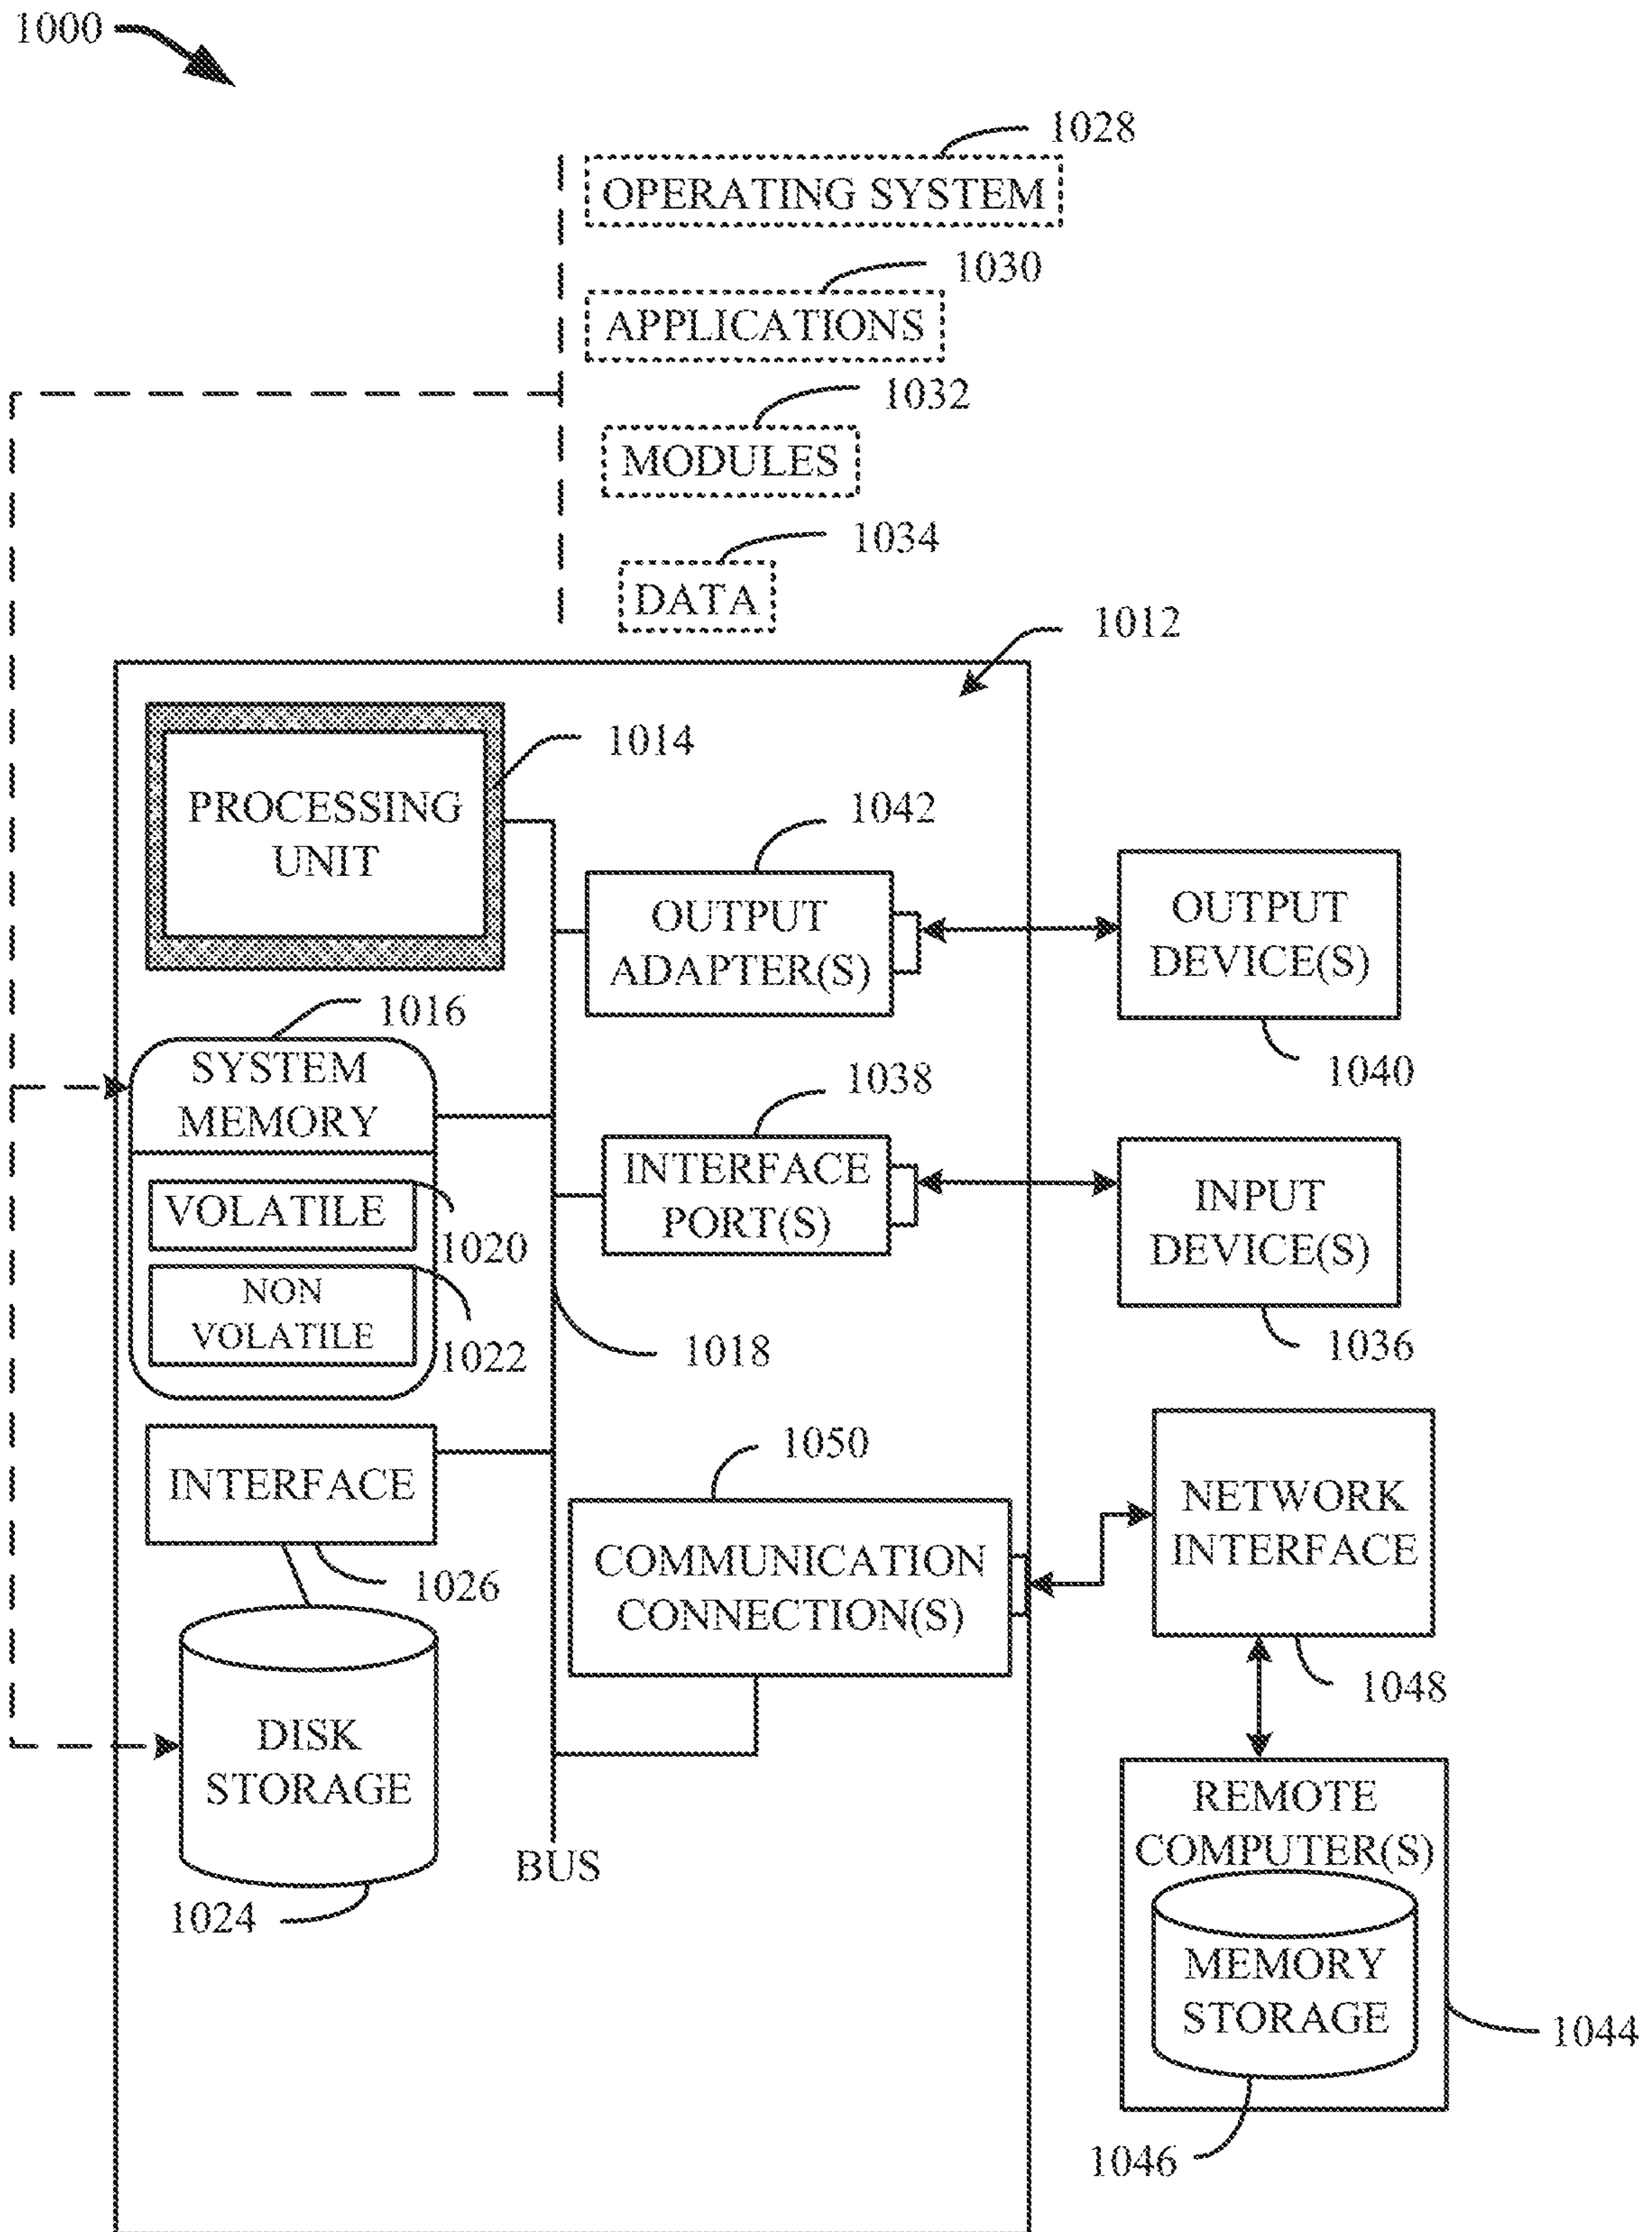 1000
1028
OPERATING SYSTEM
1030
APPLICATIONS
1032
MODULES
1034
DATA
1012
1014
PROCESSING
UNIT
1042
OUTPUT
ADAPTER(S)
OUTPUT
DEVICE(S)
1040
1016
SYSTEM
MEMORY
VOLATILE
1020
NON
VOLATILE
1022
1038
INTERFACE
PORT(S)
INPUT
DEVICE(S)
1036
1018
INTERFACE
1026
1050
COMMUNICATION
CONNECTION(S)
NETWORK
INTERFACE
1048
DISK
STORAGE
1024
BUS
REMOTE
COMPUTER(S)
MEMORY
STORAGE
1044
1046